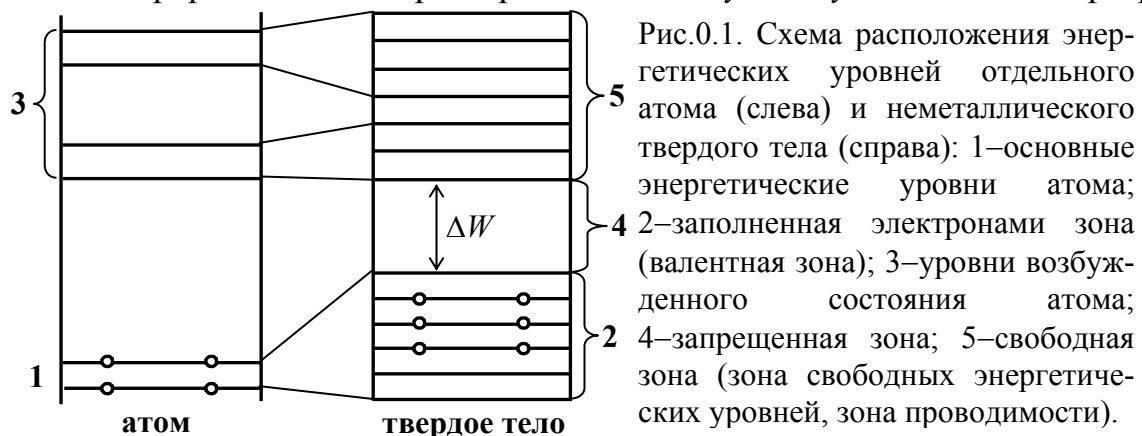 3
5
4
ΔW
2
1
атом
твердое тело
Рис.0.1. Схема расположения энер-
гетических уровней отдельного
атома (слева) и неметаллического
твердого тела (справа): 1–основные
энергетические уровни атома;
2–заполненная электронами зона
(валентная зона); 3–уровни возбуж-
денного состояния атома;
4–запрещенная зона; 5–свободная
зона (зона свободных энергетиче-
ских уровней, зона проводимости).